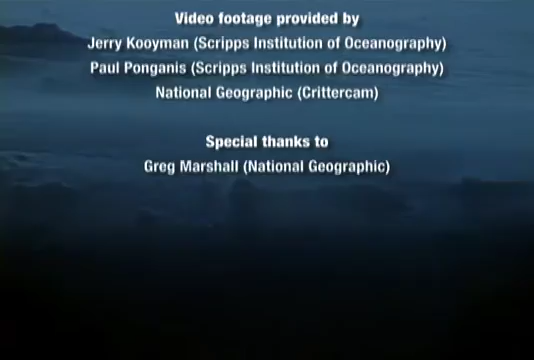 Video footage provided by
Jerry Kooyman (Scripps Institution of Oceanography)
Paul Ponganis (Scripps Institution of Oceanography)
National Geographic (Crittercam)
Special thanks to
Greg Marshall (National Geographic)